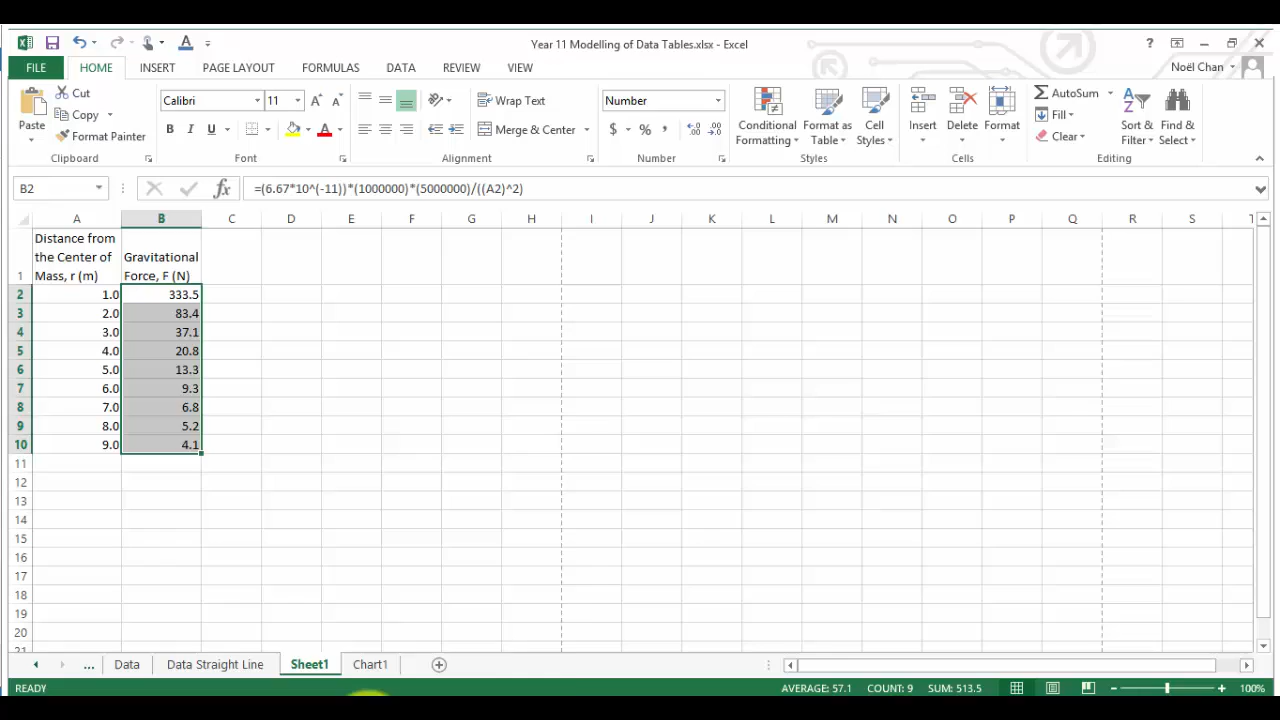 Year 11 Modelling of Data Tables.xlsx - Excel
?
FILE HOME INSERT PAGE LAYOUT FORMULAS DATA REVIEW VIEW Noël Chan
Paste
Cut
Copy
Format Painter
Clipboard
Calibri 11
B I U A
Font
Wrap Text
Merge & Center
Alignment
Number
$ % ,
Number
Conditional Formatting
Format as Table
Cell Styles
Styles
Insert Delete Format
Cells
AutoSum
Fill
Clear
Sort & Filter
Find & Select
Editing
B2 fx =(6.67*10^(-11))*(1000000)*(5000000)/((A2)^2)
A B C D E F G H I J K L M N O P Q R S T
Distance from
the Center of Gravitational
1 Mass, r (m) Force, F (N)
2 1.0 333.5
3 2.0 83.4
4 3.0 37.1
5 4.0 20.8
6 5.0 13.3
7 6.0 9.3
8 7.0 6.8
9 8.0 5.2
10 9.0 4.1
11
12
13
14
15
16
17
18
19
20
21
... Data Data Straight Line Sheet1 Chart1
READY AVERAGE: 57.1 COUNT: 9 SUM: 513.5 100%